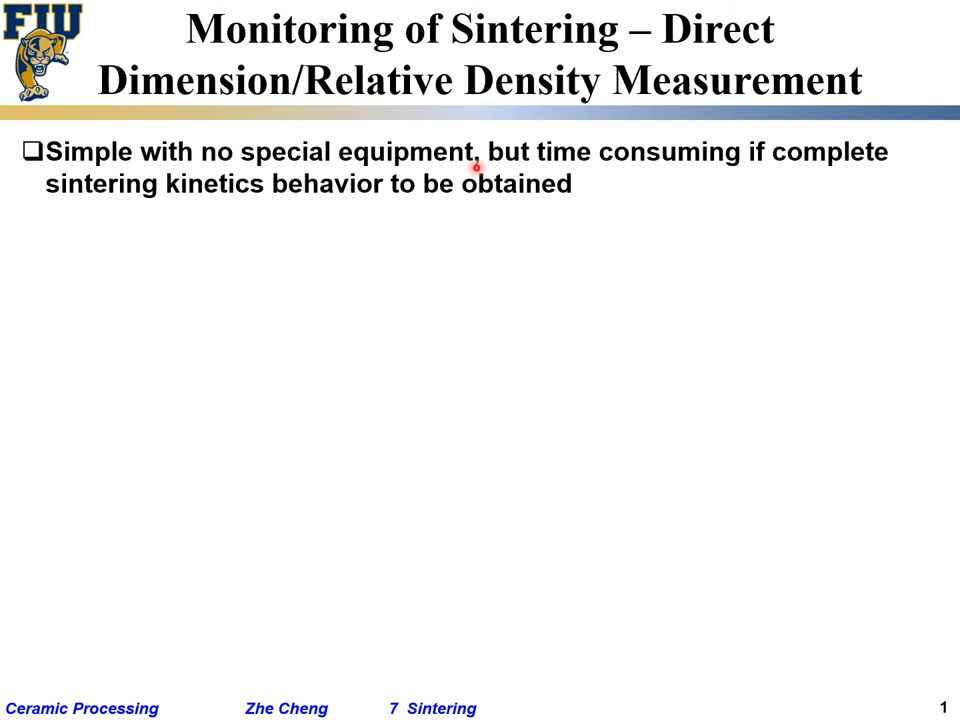 FIU
Monitoring of Sintering – Direct
Dimension/Relative Density Measurement
Simple with no special equipment, but time consuming if complete
sintering kinetics behavior to be obtained
Ceramic Processing Zhe Cheng 7 Sintering 1